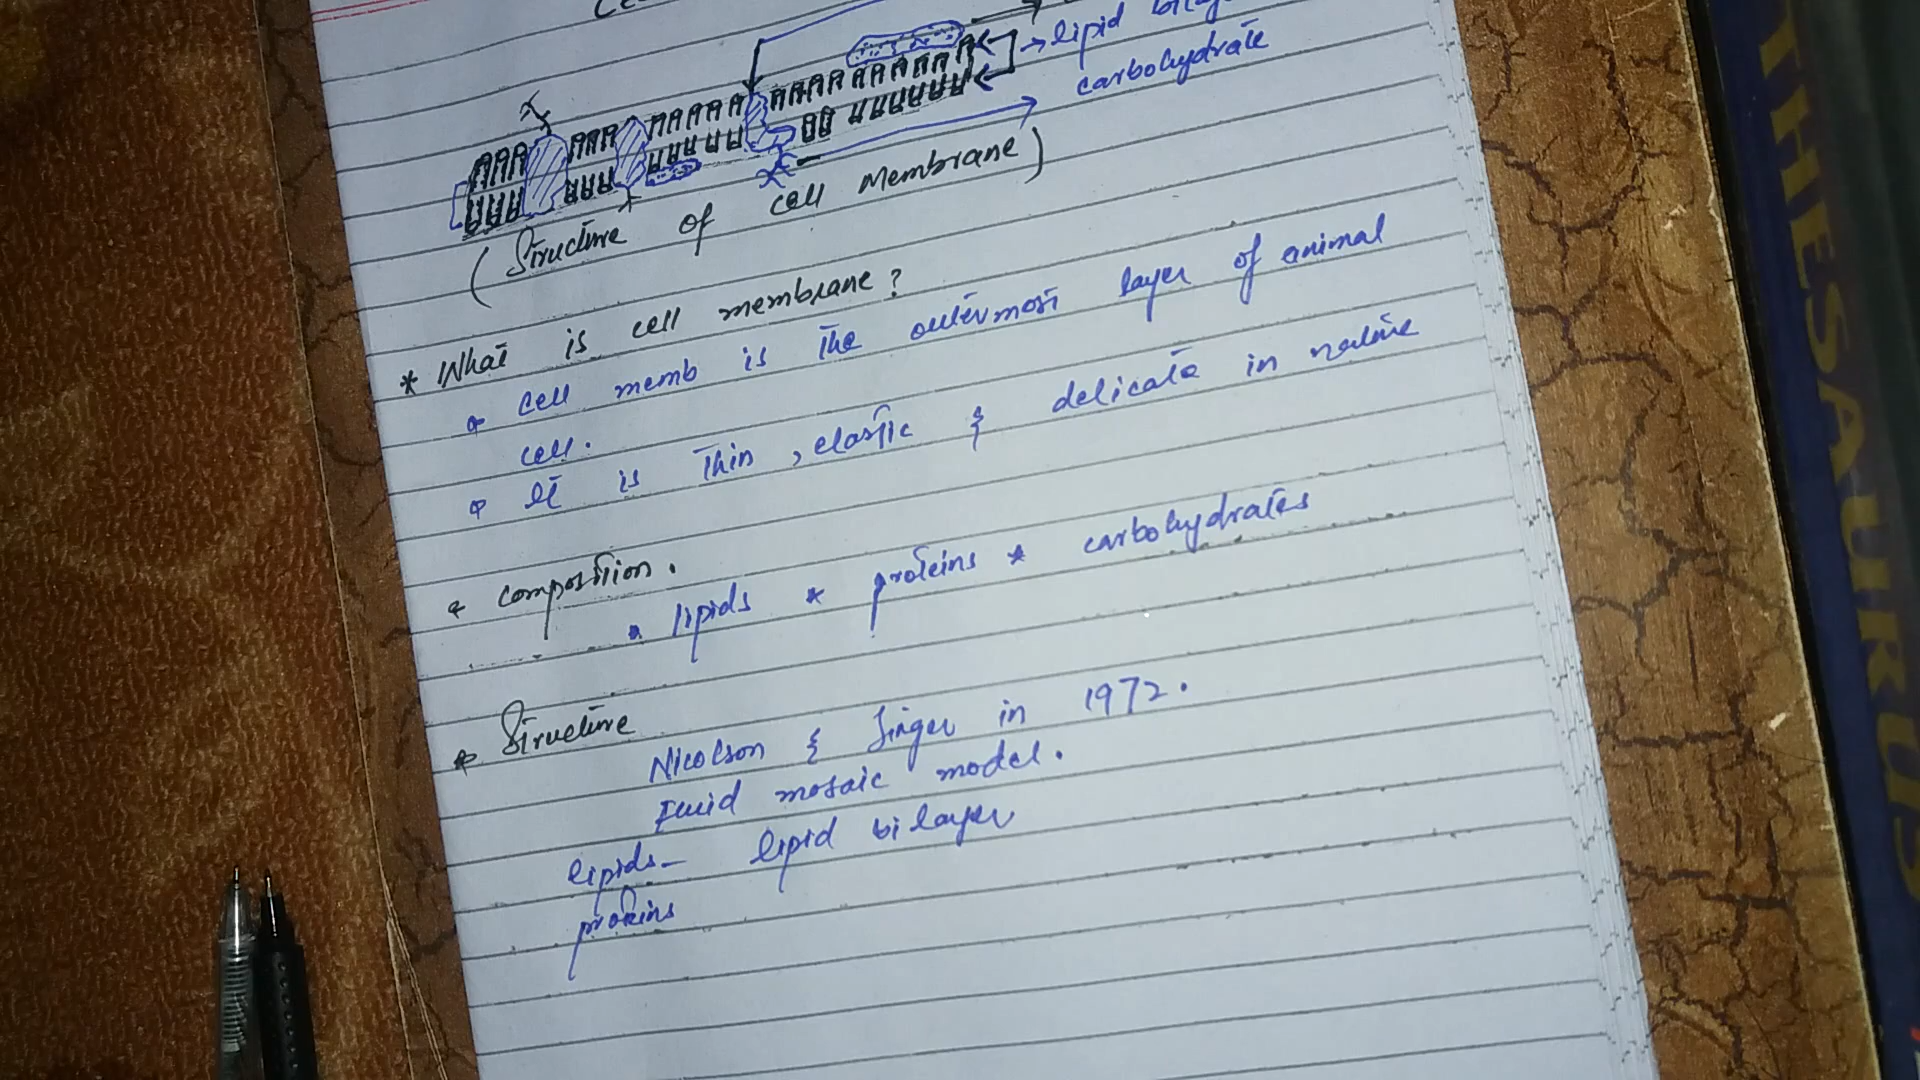 lipid
carbohydrate
(Structure of cell Membrane)
* What is cell membrane?
cell memb is the outermost layer of animal
cell.
It is Thin, elastic & delicate in nature
composition.
* lipids * proteins * carbohydrates
Structure
Nicolson & Singer in 1972.
Fluid mosaic model.
lipids- lipid bilayer
proteins
THESAURUS